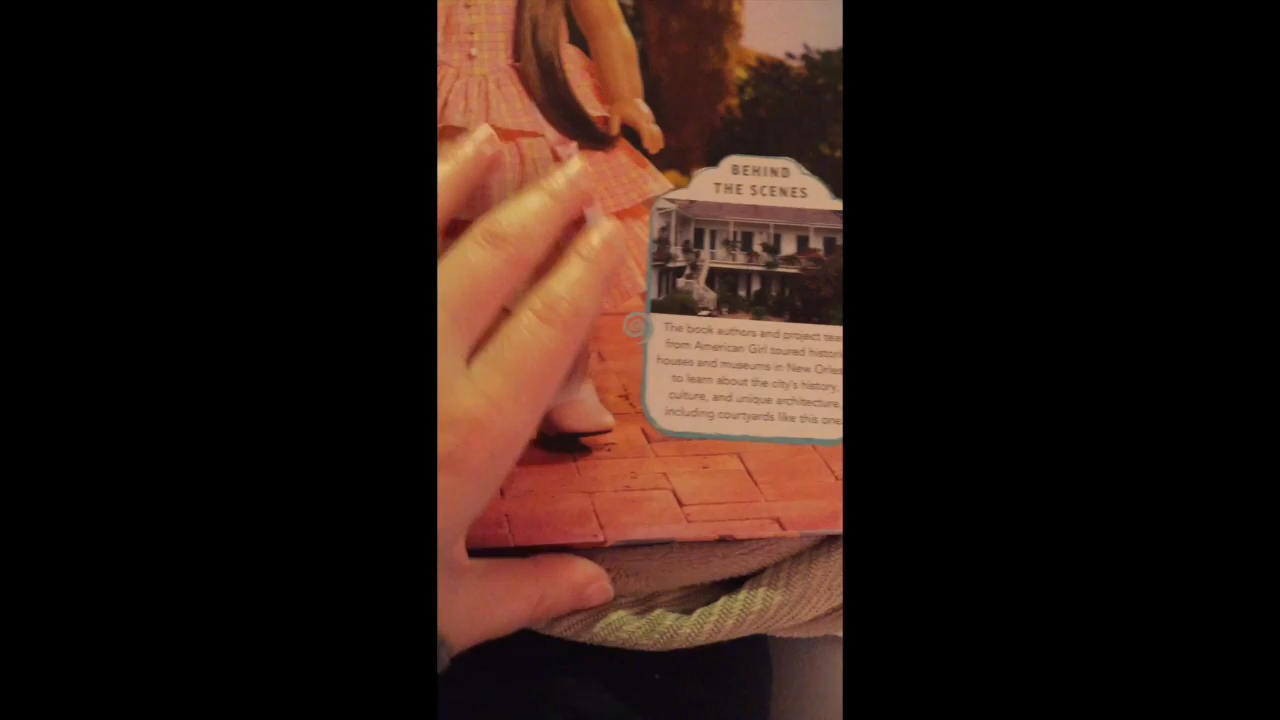 BEHIND
THE SCENES
The book authors and project tea
from American Girl toured histori
houses and museums in New Orle
to learn about the city's history,
culture, and unique architecture,
including courtyards like this one.